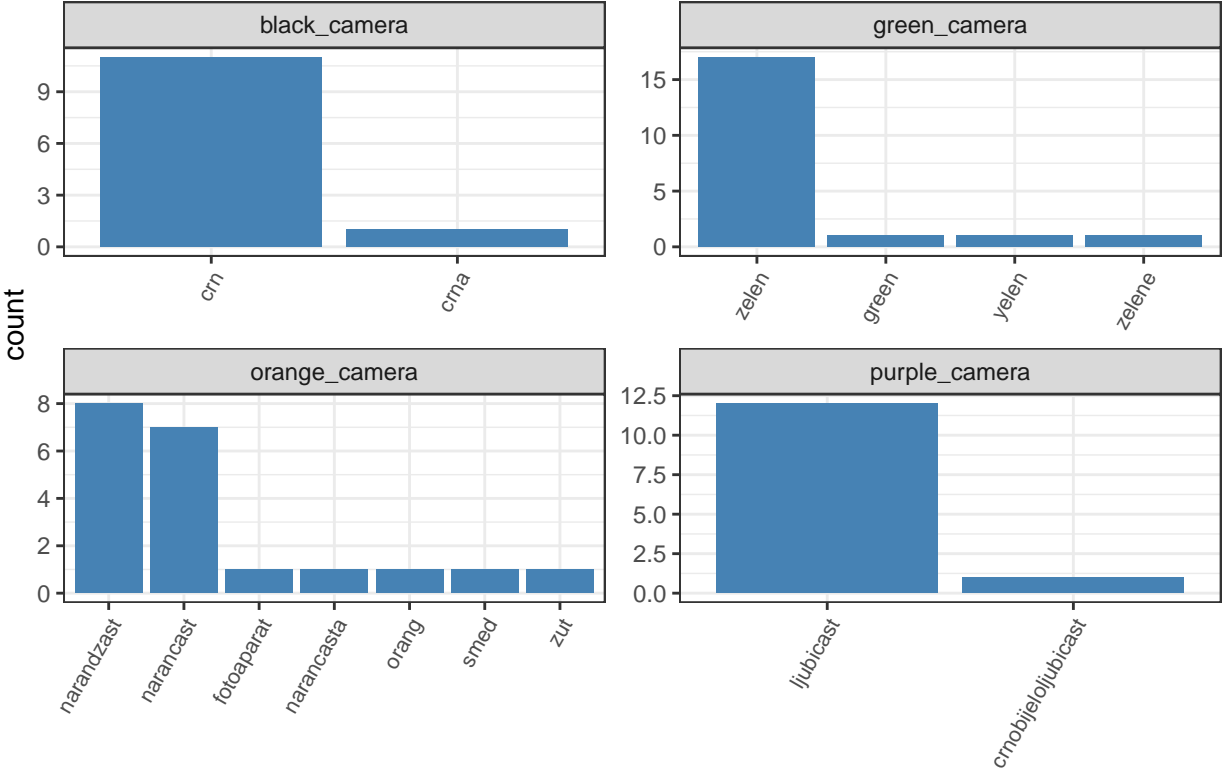 black_camera
9
6
3
0
crn
crna
green_camera
15
10
5
0
zelen
green
yelen
zelene
count
orange_camera
8
6
4
2
0
narandzast
narancast
fotoaparat
narancasta
orang
smed
zut
purple_camera
12.5
10.0
7.5
5.0
2.5
0.0
ljubicast
crnobijeloljubicast